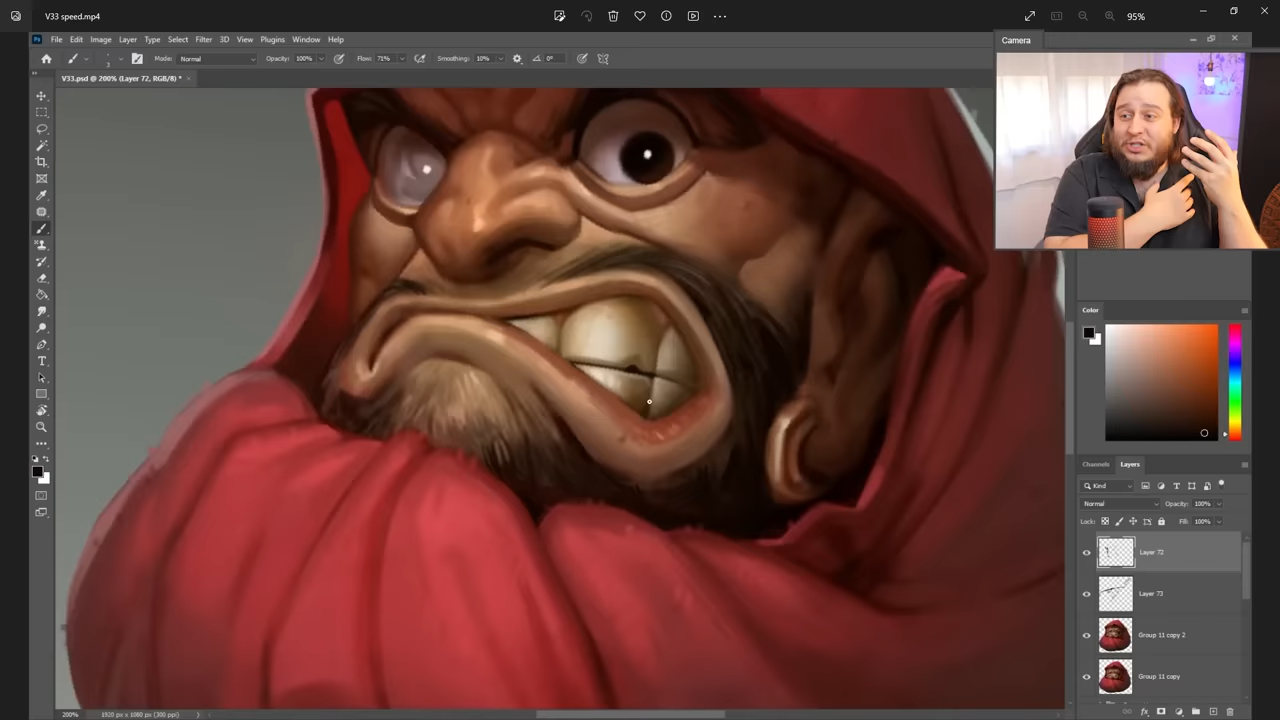 V33 speed.mp4
95%
Ps File Edit Image Layer Type Select Filter 3D View Plugins Window Help
Camera
3 Mode: Normal Opacity: 100% Flow: 71% Smoothing: 10% 0°
V33.psd @ 200% (Layer 72, RGB/8) *
Color
Channels Layers
Kind
Normal Opacity: 100%
Lock: Fill: 100%
Layer 72
Layer 73
Group 11 copy 2
Group 11 copy
200% 1920 px x 1080 px (300 ppi)
fx